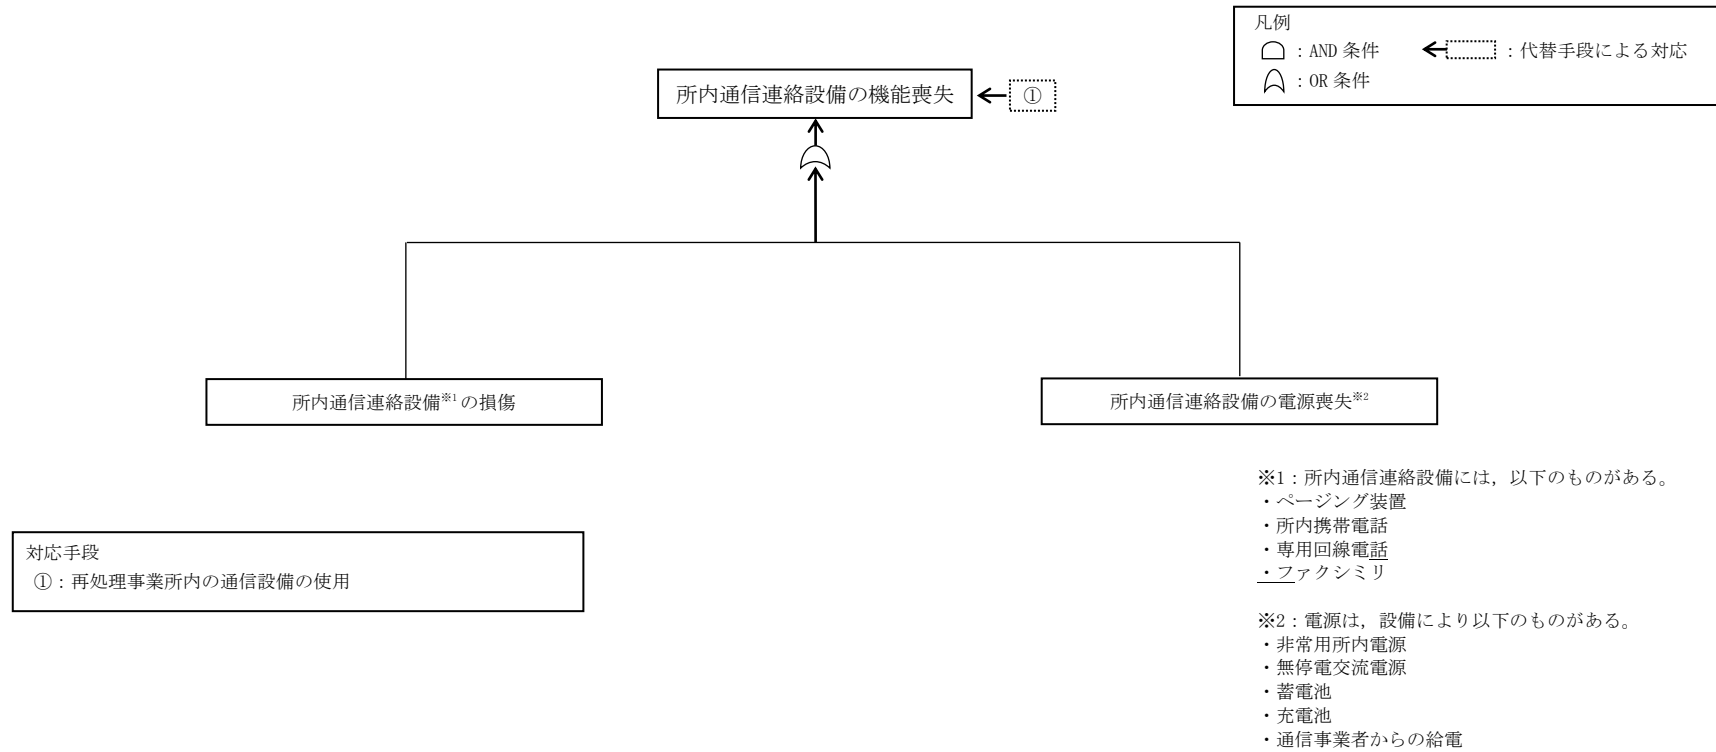 凡例
：AND 条件
：代替手段による対応
：OR 条件
所内通信連絡設備の機能喪失
①
所内通信連絡設備※1の損傷
所内通信連絡設備の電源喪失※2
※1：所内通信連絡設備には，以下のものがある。
・ページング装置
・所内携帯電話
・専用回線電話
・ファクシミリ
対応手段
①：再処理事業所内の通信設備の使用
※2：電源は，設備により以下のものがある。
・非常用所内電源
・無停電交流電源
・蓄電池
・充電池
・通信事業者からの給電